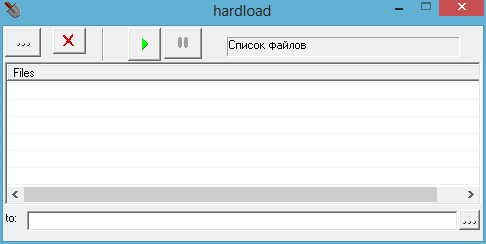 hardload
...
Список файлов
Files
to:
...